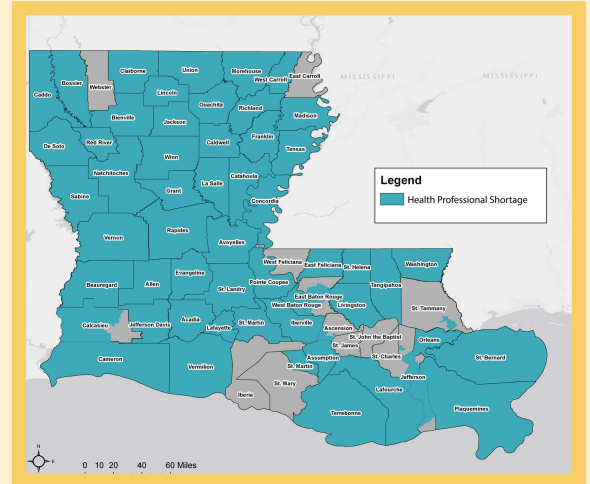 Claiborne
Union
Morehouse
West Carroll
East Carroll
Bossier
Webster
Caddo
Lincoln
Ouachita
Richland
Madison
Bienville
Jackson
Franklin
Tensas
De Soto
Red River
Caldwell
Winn
Natchitoches
Catahoula
La Salle
Grant
Sabine
Concordia
Vernon
Rapides
Avoyelles
MISSISSIPPI
MISSISSIPPI
Legend
Health Professional Shortage
West Feliciana
East Feliciana
St. Helena
Washington
Evangeline
Pointe Coupee
Tangipahoa
Beauregard
Allen
St. Landry
East Baton Rouge
West Baton Rouge
Livingston
St. Tammany
Calcasieu
Jefferson Davis
Acadia
Lafayette
St. Martin
Iberville
Ascension
St. John the Baptist
St. James
Orleans
Cameron
Vermilion
Assumption
St. Charles
St. Bernard
St. Martin
St. Mary
Iberia
Jefferson
Lafourche
Terrebonne
Plaquemines
N
E
0 10 20 40 60 Miles